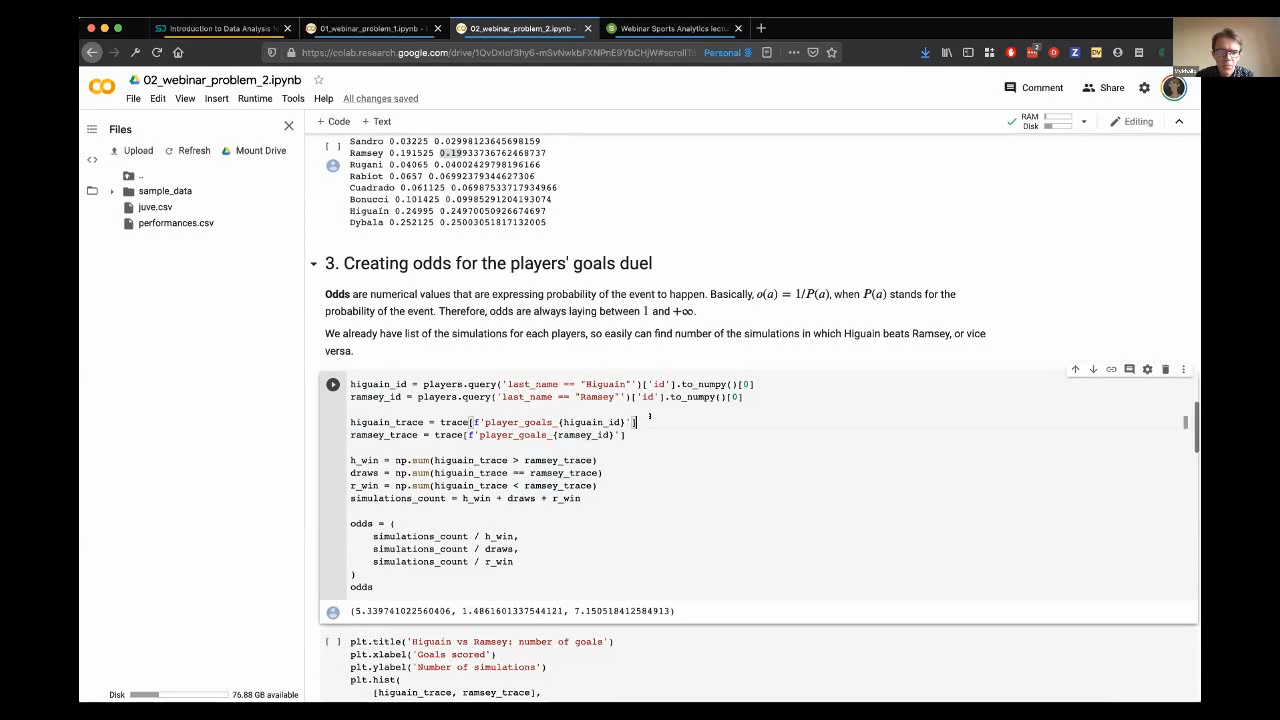 Introduction to Data Analysis fo
01_webinar_problem_1.ipynb -
02_webinar_problem_2.ipynb -
Webinar Sports Analytics lectu
https://colab.research.google.com/drive/
Personal
02_webinar_problem_2.ipynb
Comment
Share
File
Edit
View
Insert
Runtime
Tools
Help
All changes saved
Files
+ Code
+ Text
RAM
Disk
Editing
Upload
Refresh
Mount Drive
..
sample_data
juve.csv
performances.csv
[ ]
Sandro 0.03225 0.02998123645698159
Ramsey 0.191525 0.19933736762468737
Rugani 0.04065 0.04002429798196166
Rabiot 0.0657 0.06992379344627306
Cuadrado 0.061125 0.06987533717934966
Bonucci 0.101425 0.09985291204193074
Higuaín 0.24995 0.24970050926674697
Dybala 0.252125 0.25003051817132005
3. Creating odds for the players' goals duel
Odds are numerical values that are expressing probability of the event to happen. Basically, o(a) = 1/P(a), when P(a) stands for the
probability of the event. Therefore, odds are always laying between 1 and +∞.
We already have list of the simulations for each players, so easily can find number of the simulations in which Higuain beats Ramsey, or vice
versa.
higuain_id = players.query('last_name == "Higuaín"')['id'].to_numpy()[0]
ramsey_id = players.query('last_name == "Ramsey"')['id'].to_numpy()[0]
higuain_trace = trace[f'player_goals_{higuain_id}']
ramsey_trace = trace[f'player_goals_{ramsey_id}']
h_win = np.sum(higuain_trace > ramsey_trace)
draws = np.sum(higuain_trace == ramsey_trace)
r_win = np.sum(higuain_trace < ramsey_trace)
simulations_count = h_win + draws + r_win
odds = (
simulations_count / h_win,
simulations_count / draws,
simulations_count / r_win
)
odds
(5.339741022560406, 1.4861601337544121, 7.150518412584913)
[ ]
plt.title('Higuain vs Ramsey: number of goals')
plt.xlabel('Goals scored')
plt.ylabel('Number of simulations')
plt.hist(
[higuain_trace, ramsey_trace],
Disk
76.88 GB available